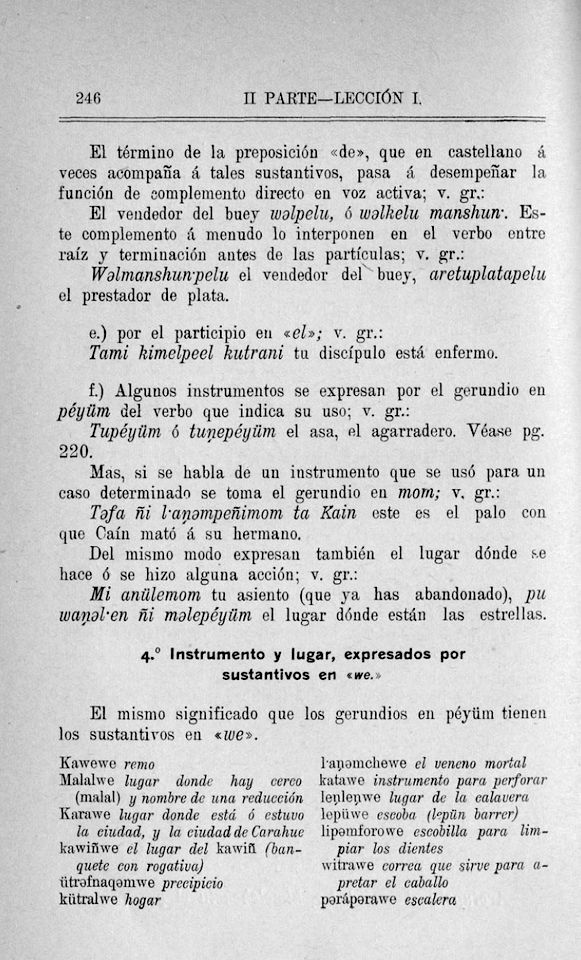 246 II PARTE—LECCIÓN I.
El término de la preposición «de», que en castellano á
veces acompaña á tales sustantivos, pasa á desempeñar la
función de complemento directo en voz activa; v. gr.:
El vendedor del buey wəlpelu, ó wəlkelu manshun·. Es-
te complemento á menudo lo interponen en el verbo entre
raíz y terminación antes de las partículas; v. gr.:
Wəlmanshun·pelu el vendedor del buey, aretuplatapelu
el prestador de plata.
e.) por el participio en «el»; v. gr.:
Tami kimelpeel kutrani tu discípulo está enfermo.
f.) Algunos instrumentos se expresan por el gerundio en
péyüm del verbo que indica su uso; v. gr.:
Tupéyüm ó tuṇepéyüm el asa, el agarradero. Véase pg.
220.
Mas, si se habla de un instrumento que se usó para un
caso determinado se toma el gerundio en mom; v. gr.:
Təfa ñi l·aṇəmpeñimom ta Kain este es el palo con
que Caín mató á su hermano.
Del mismo modo expresan también el lugar dónde se
hace ó se hizo alguna acción; v. gr.:
Mi anülemom tu asiento (que ya has abandonado), pu
waṇəl·en ñi məlepéyüm el lugar dónde están las estrellas.
4.º Instrumento y lugar, expresados por
sustantivos en «we.»
El mismo significado que los gerundios en péyüm tienen
los sustantivos en «we».
Kawewe remo
Malalwe lugar donde hay cerco
(malal) y nombre de una reducción
Karawe lugar donde está ó estuvo
la ciudad, y la ciudad de Carahue
kawiñwe el lugar del kawiñ (ban-
quete con rogativa)
ütrəfnaqəmwe precipicio
kütralwe hogar
l·aṇəmchewe el veneno mortal
katawe instrumento para perforar
leṇleṇwe lugar de la calavera
lepüwe escoba (lepün barrer)
lipəmforowe escobilla para lim-
piar los dientes
witrawe correa que sirve para a-
pretar el caballo
pərápərawe escalera